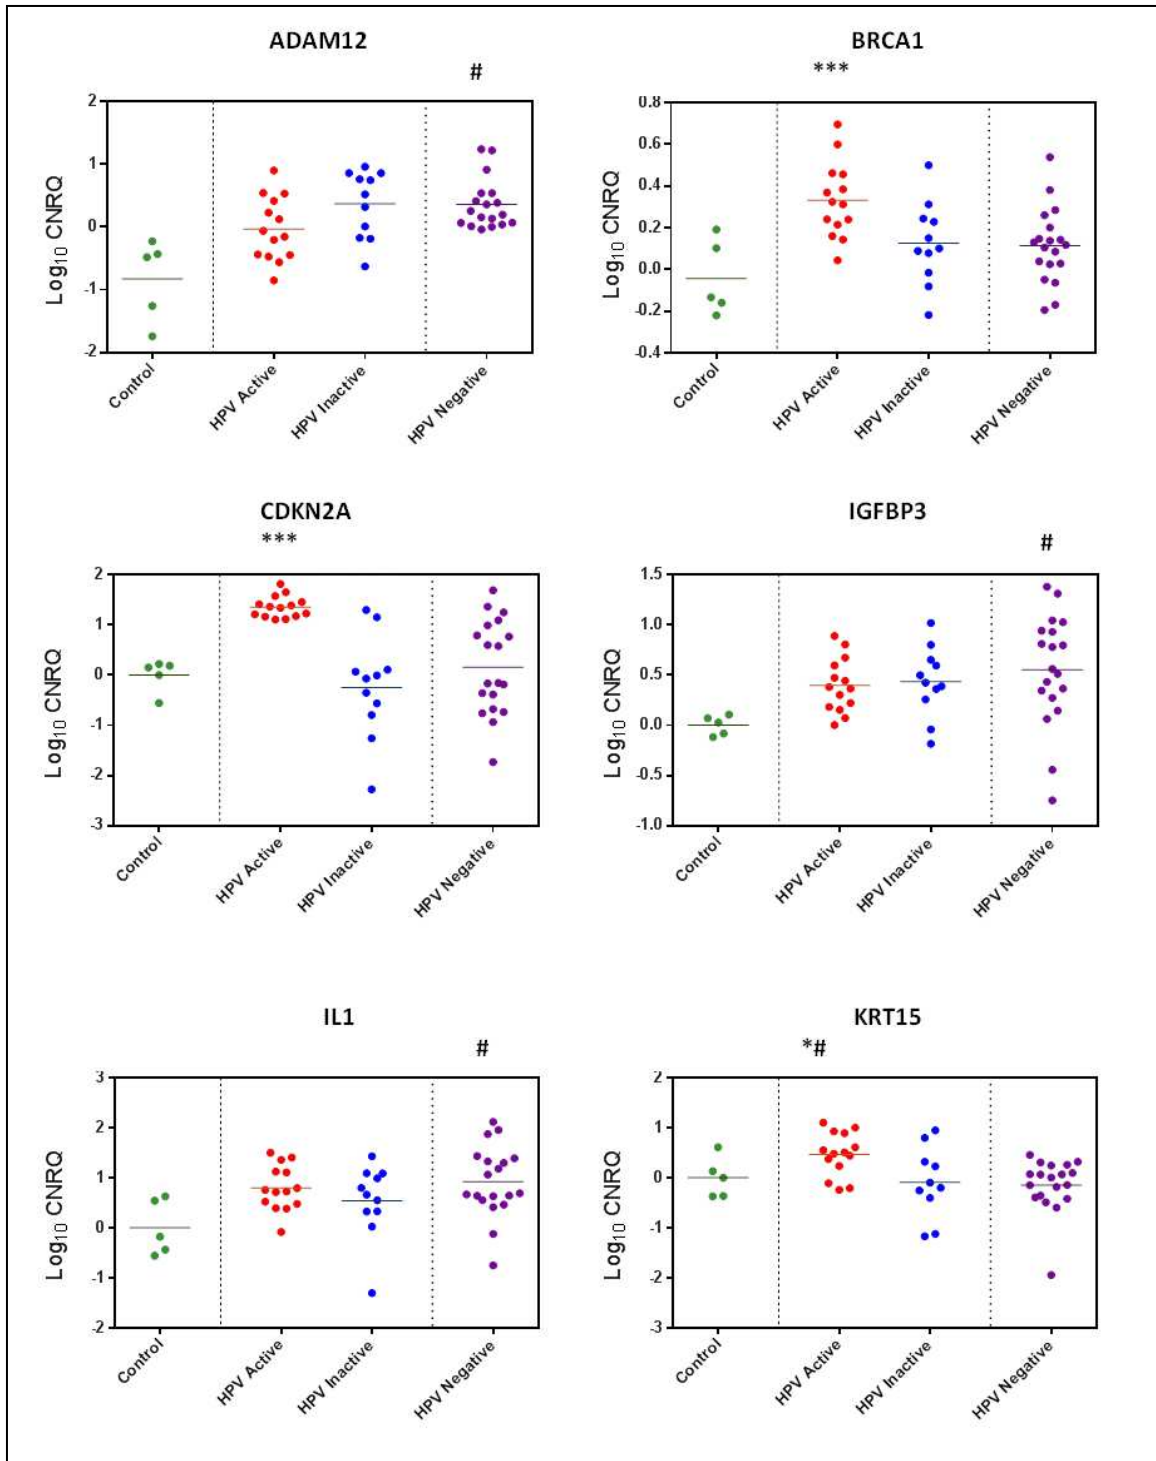 ADAM12
#
Log10 CNRQ
2
1
0
-1
-2
Control
HPV Active
HPV Inactive
HPV Negative
BRCA1
***
Log10 CNRQ
0.8
0.6
0.4
0.2
0.0
-0.2
-0.4
Control
HPV Active
HPV Inactive
HPV Negative
CDKN2A
***
Log10 CNRQ
2
1
0
-1
-2
-3
Control
HPV Active
HPV Inactive
HPV Negative
IGFBP3
#
Log10 CNRQ
1.5
1.0
0.5
0.0
-0.5
-1.0
Control
HPV Active
HPV Inactive
HPV Negative
IL1
#
Log10 CNRQ
3
2
1
0
-1
-2
Control
HPV Active
HPV Inactive
HPV Negative
KRT15
*#
Log10 CNRQ
2
1
0
-1
-2
-3
Control
HPV Active
HPV Inactive
HPV Negative